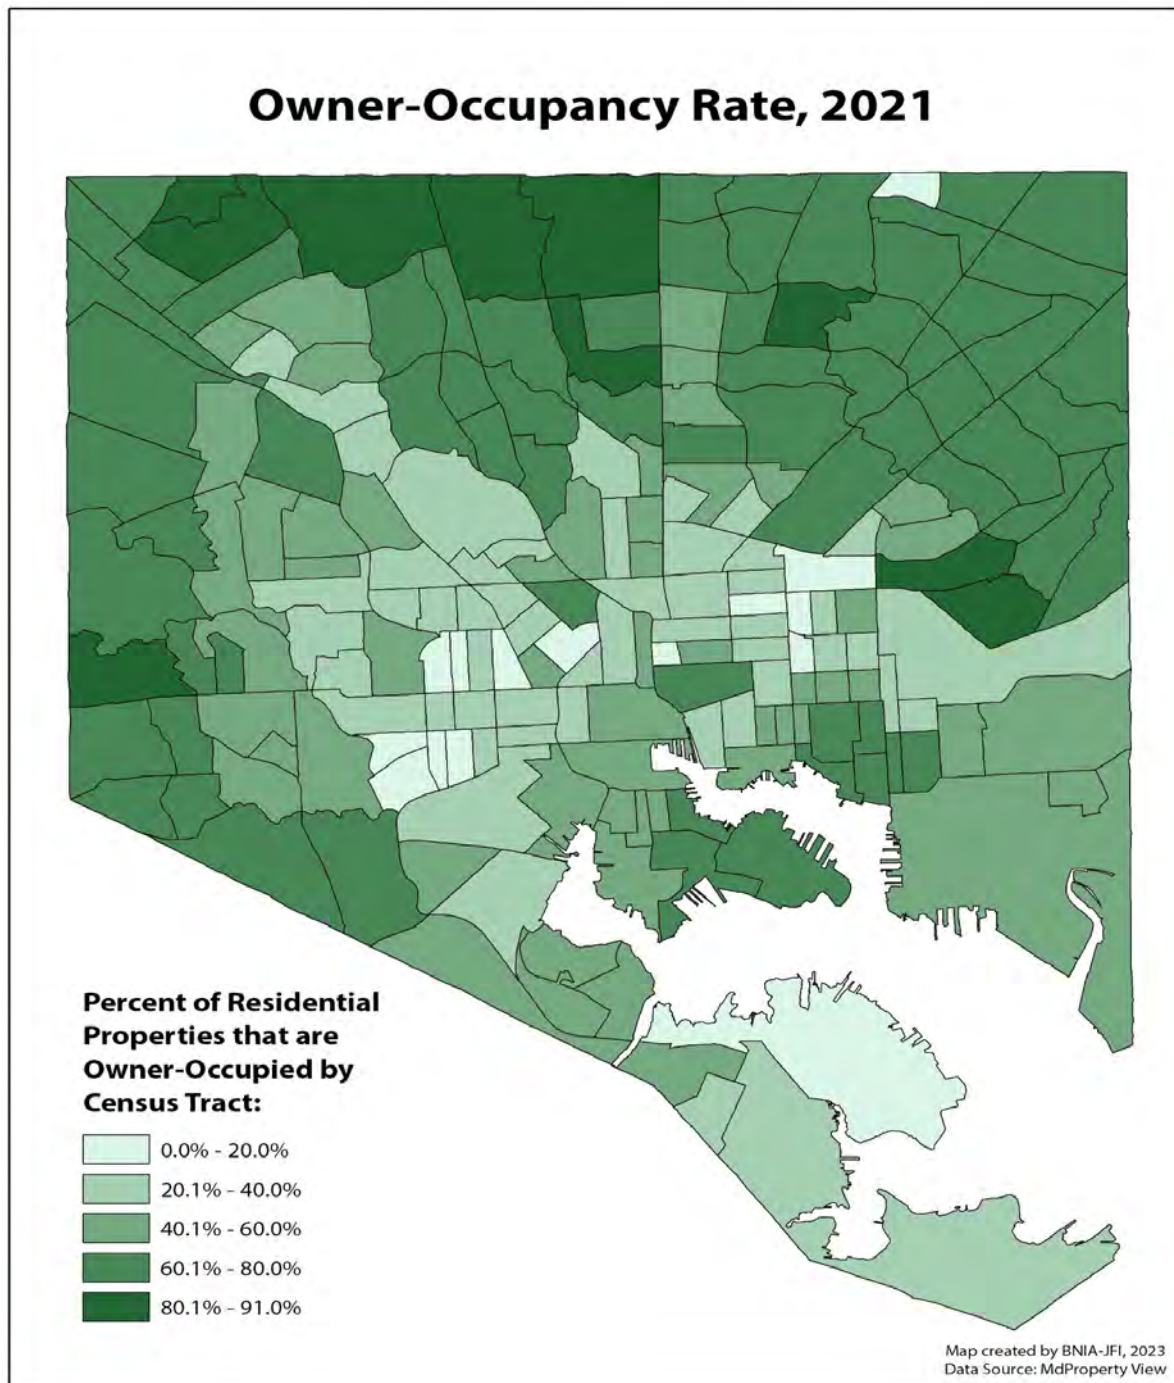 Owner-Occupancy Rate, 2021
Percent of Residential
Properties that are
Owner-Occupied by
Census Tract:
0.0% - 20.0%
20.1% - 40.0%
40.1% - 60.0%
60.1% - 80.0%
80.1% - 91.0%
Map created by BNIA-JFI, 2023
Data Source: MdProperty View